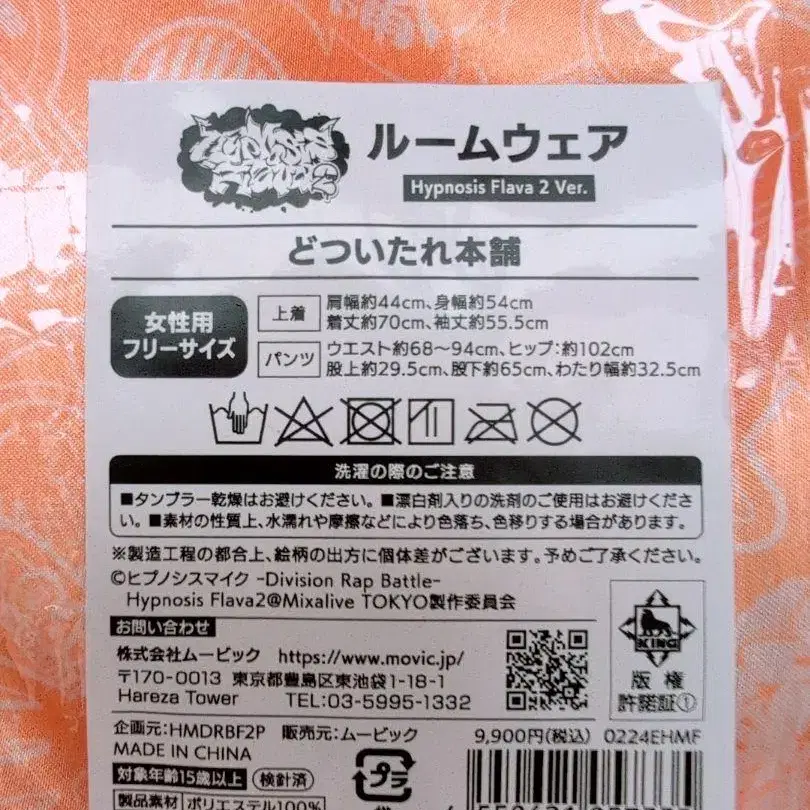 Hypnosis Flava 2
ルームウェア
Hypnosis Flava 2 Ver.
どついたれ本舗
女性用
フリーサイズ
上着
肩幅約44cm、身幅約54cm
着丈約70cm、袖丈約55.5cm
パンツ
ウエスト約68〜94cm、ヒップ:約102cm
股上約29.5cm、股下約65cm、わたり幅約32.5cm
洗濯の際のご注意
■タンブラー乾燥はお避けください。■漂白剤入りの洗剤のご使用はお避けくださ
い。■素材の性質上、水濡れや摩擦などにより色落ち、色移りする場合があります。
※製造工程の都合上、絵柄の出方に個体差がございます。予めご了承ください。
©ヒプノシスマイク -Division Rap Battle-
Hypnosis Flava2@Mixalive TOKYO製作委員会
お問い合わせ
株式会社ムービック https://www.movic.jp/
〒170-0013 東京都豊島区東池袋1-18-1
Hareza Tower TEL:03-5995-1332
KING
版権
許諾証①
企画元:HMDRBF2P 販売元:ムービック
9,900円(税込) 0224EHMF
MADE IN CHINA
対象年齢15歳以上 検針済
プラ
製品素材 ポリエステル100%